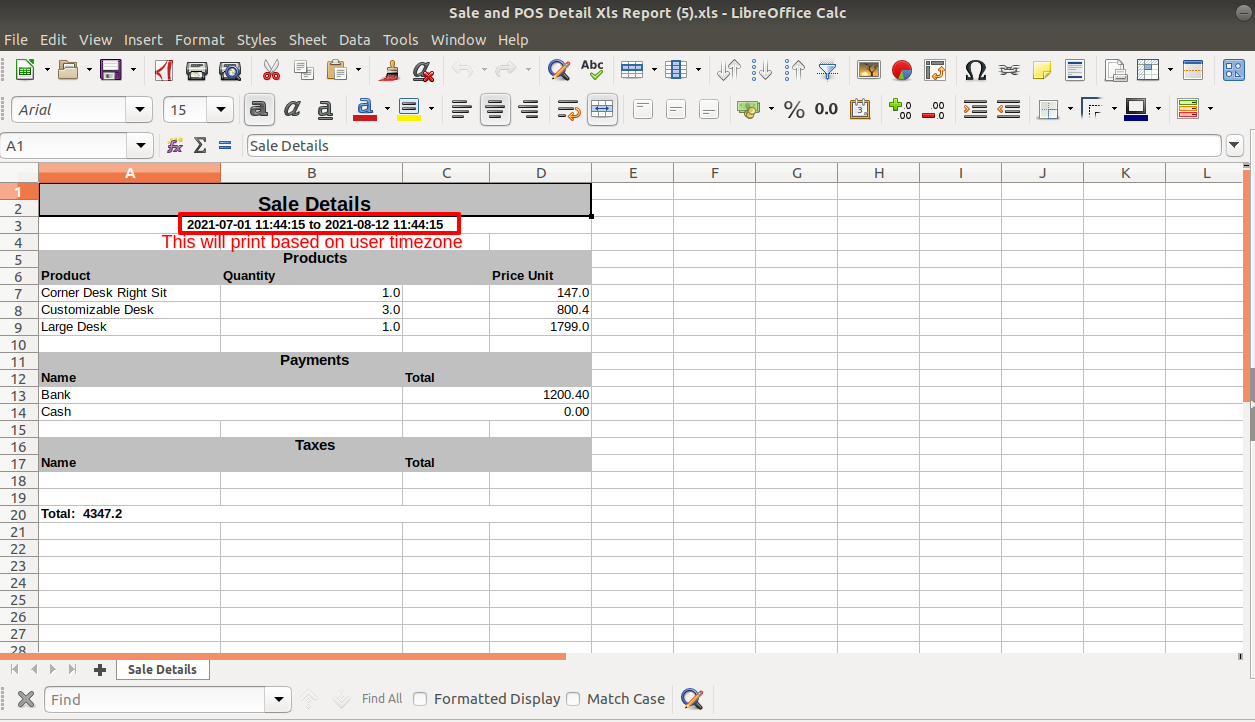 Sale and POS Detail Xls Report (5).xls - LibreOffice Calc
File Edit View Insert Format Styles Sheet Data Tools Window Help
Abc
Arial 15 a a a % 0.0
A1 Sale Details
A B C D E F G H I J K L
1
2 Sale Details
3 2021-07-01 11:44:15 to 2021-08-12 11:44:15
4 This will print based on user timezone
5 Products
6 Product Quantity Price Unit
7 Corner Desk Right Sit 1.0 147.0
8 Customizable Desk 3.0 800.4
9 Large Desk 1.0 1799.0
10
11 Payments
12 Name Total
13 Bank 1200.40
14 Cash 0.00
15
16 Taxes
17 Name Total
18
19
20 Total: 4347.2
21
22
23
24
25
26
27
28
Sale Details
Find Find All Formatted Display Match Case